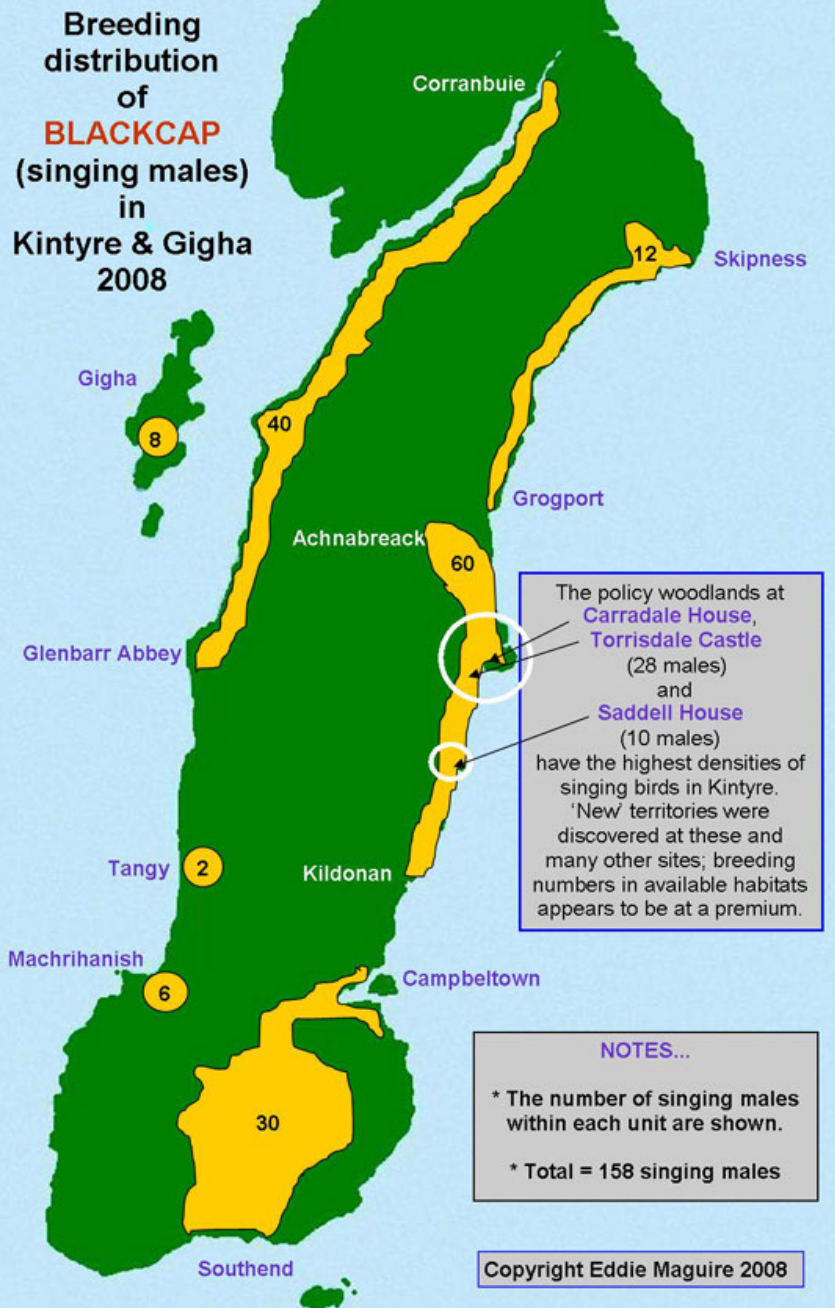 Breeding
distribution
of
BLACKCAP
(singing males)
in
Kintyre & Gigha
2008
Corranbuie
12
Skipness
Gigha
8
40
Grogport
Achnabreack
60
The policy woodlands at
Carradale House,
Torrisdale Castle
(28 males)
and
Saddell House
(10 males)
have the highest densities of
singing birds in Kintyre.
'New' territories were
discovered at these and
many other sites; breeding
numbers in available habitats
appears to be at a premium.
Glenbarr Abbey
Tangy
2
Kildonan
Machrihanish
6
Campbeltown
30
NOTES...
* The number of singing males
within each unit are shown.
* Total = 158 singing males
Southend
Copyright Eddie Maguire 2008